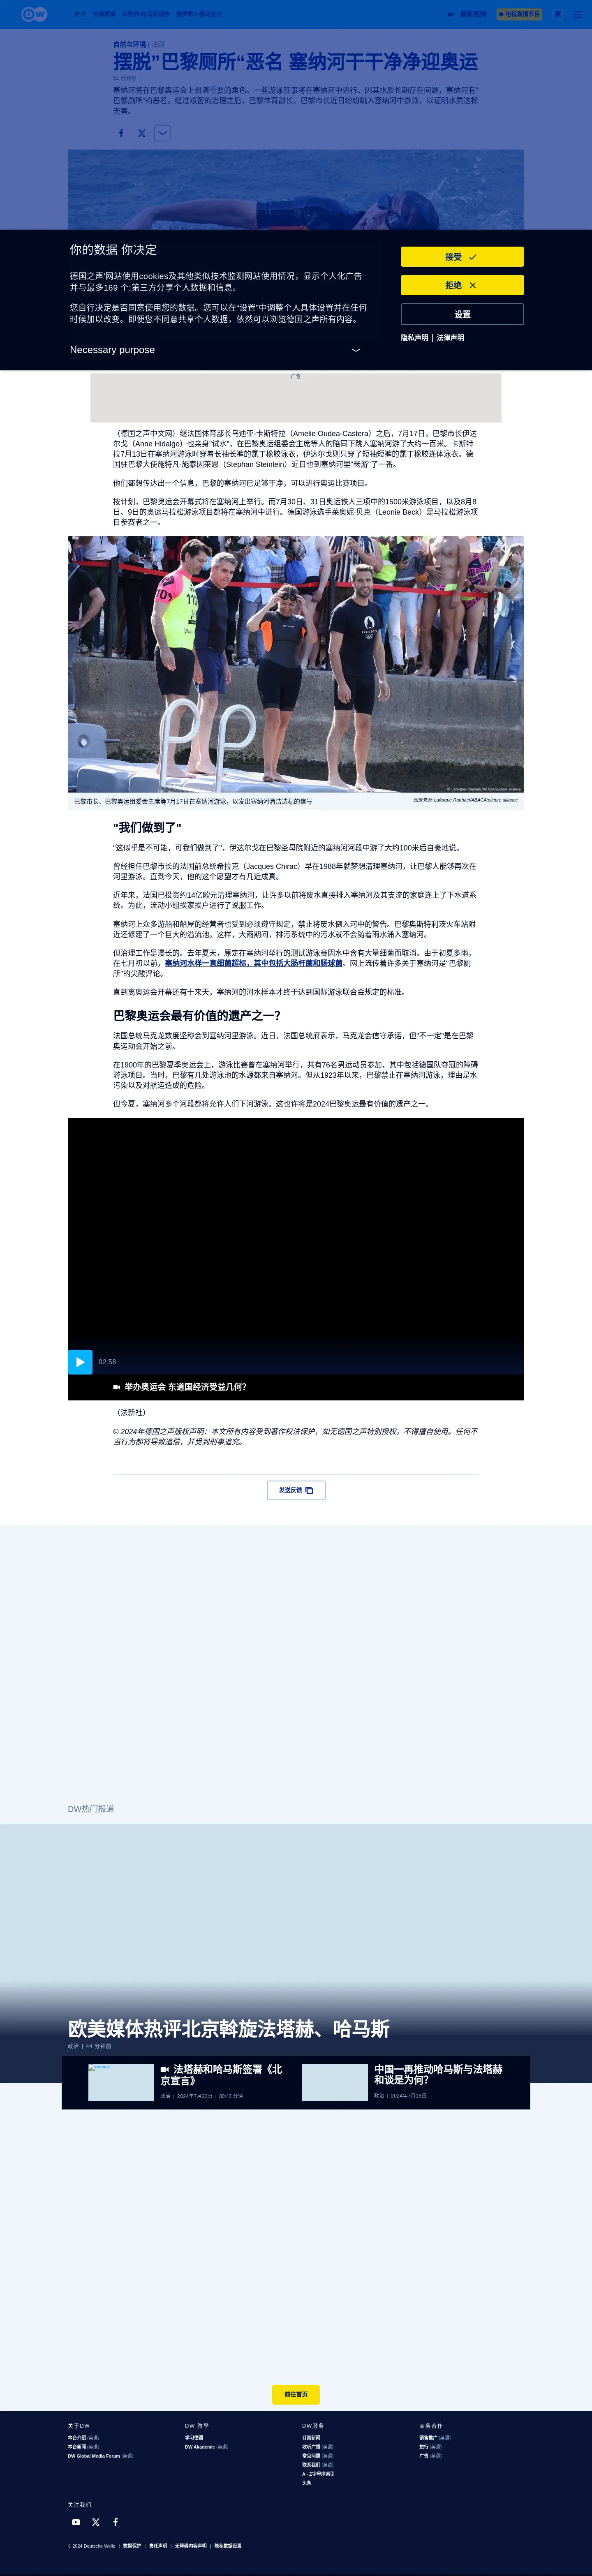 DW
最新视频
电视直播节目
自然与环境 | 法国
摆脱”巴黎厕所“恶名 塞纳河干干净净迎奥运
51 分钟前
塞纳河将在巴黎奥运会上扮演重要的角色。一些游泳赛事将在塞纳河中进行。因其水质长期存在问题，塞纳河有”
巴黎厕所“的恶名。经过艰苦的治理之后，巴黎体育部长、巴黎市长近日纷纷跳入塞纳河中游泳，以证明水质达标
无害。
你的数据 你决定
德国之声’网站使用cookies及其他类似技术监测网站使用情况，显示个人化广告
并与最多169 个;第三方分享个人数据和信息。
您自行决定是否同意使用您的数据。您可以在“设置”中调整个人具体设置并在任何
时候加以改变。即便您不同意共享个人数据，依然可以浏览德国之声所有内容。
Necessary purpose
接受
拒绝
设置
隐私声明 | 法律声明
广告
（德国之声中文网）继法国体育部长乌迪亚-卡斯特拉（Amelie Oudea-Castera）之后，7月17日，巴黎市长伊达
尔戈（Anne Hidalgo）也亲身“试水”，在巴黎奥运组委会主席等人的陪同下跳入塞纳河游了大约一百米。卡斯特
拉7月13日在塞纳河游泳时穿着长袖长裤的氯丁橡胶泳衣，伊达尔戈则只穿了短袖短裤的氯丁橡胶连体泳衣。德
国驻巴黎大使施特凡·施泰因莱恩（Stephan Steinlein）近日也到塞纳河里"畅游"了一番。
他们都想传达出一个信息，巴黎的塞纳河已足够干净，可以进行奥运比赛项目。
按计划，巴黎奥运会开幕式将在塞纳河上举行。而7月30日、31日奥运铁人三项中的1500米游泳项目，以及8月8
日、9日的奥运马拉松游泳项目都将在塞纳河中进行。德国游泳选手莱奥妮·贝克（Leonie Beck）是马拉松游泳项
目参赛者之一。
PARIS 2024
© Lafargue Raphael/ABACA/picture alliance
巴黎市长、巴黎奥运组委会主席等7月17日在塞纳河游泳，以发出塞纳河清洁达标的信号
图像来源: Lafargue Raphael/ABACA/picture alliance
"我们做到了"
"这似乎是不可能，可我们做到了"，伊达尔戈在巴黎圣母院附近的塞纳河河段中游了大约100米后自豪地说。
曾经担任巴黎市长的法国前总统希拉克（Jacques Chirac）早在1988年就梦想清理塞纳河，让巴黎人能够再次在
河里游泳。直到今天，他的这个愿望才有几近成真。
近年来，法国已投资约14亿欧元清理塞纳河，让许多以前将废水直接排入塞纳河及其支流的家庭连上了下水道系
统。为此，流动小组挨家挨户进行了说服工作。
塞纳河上众多游船和船屋的经营者也受到必须遵守规定，禁止将废水倒入河中的警告。巴黎奥斯特利茨火车站附
近还修建了一个巨大的溢流池。这样，大雨期间，排污系统中的污水就不会随着雨水涌入塞纳河。
但治理工作是漫长的。去年夏天，原定在塞纳河举行的测试游泳赛因水中含有大量细菌而取消。由于初夏多雨，
在七月初以前，塞纳河水样一直细菌超标，其中包括大肠杆菌和肠球菌。网上流传着许多关于塞纳河是"巴黎厕
所"的尖酸评论。
直到离奥运会开幕还有十来天，塞纳河的河水样本才终于达到国际游泳联合会规定的标准。
巴黎奥运会最有价值的遗产之一？
法国总统马克龙数度坚称会到塞纳河里游泳。近日，法国总统府表示，马克龙会信守承诺，但"不一定"是在巴黎
奥运动会开始之前。
在1900年的巴黎夏季奥运会上，游泳比赛曾在塞纳河举行，共有76名男运动员参加，其中包括德国队夺冠的障碍
游泳项目。当时，巴黎有几处游泳池的水源都来自塞纳河。但从1923年以来，巴黎禁止在塞纳河游泳，理由是水
污染以及对航运造成的危险。
但今夏，塞纳河多个河段都将允许人们下河游泳。这也许将是2024巴黎奥运最有价值的遗产之一。
02:58
举办奥运会 东道国经济受益几何？
（法新社）
© 2024年德国之声版权声明：本文所有内容受到著作权法保护，如无德国之声特别授权，不得擅自使用。任何不
当行为都将导致追偿，并受到刑事追究。
发送反馈
DW热门报道
欧美媒体热评北京斡旋法塔赫、哈马斯
政治 | 44 分钟前
法塔赫和哈马斯签署《北
京宣言》
政治 | 2024年7月23日 | 00:43 分钟
中国一再推动哈马斯与法塔赫
和谈是为何？
政治 | 2024年7月16日
前往首页
关于DW
本台介绍 (英语)
本台新闻 (英语)
DW Global Media Forum (英语)
DW 教学
学习德语
DW Akademie (英语)
DW服务
订阅新闻
收听广播 (英语)
常见问题 (英语)
联系我们 (英语)
A - Z字母序索引
头条
商务合作
销售推广 (英语)
旅行 (英语)
广告 (英语)
关注我们
© 2024 Deutsche Welle | 数据保护 | 责任声明 | 无障碍内容声明 | 隐私数据设置